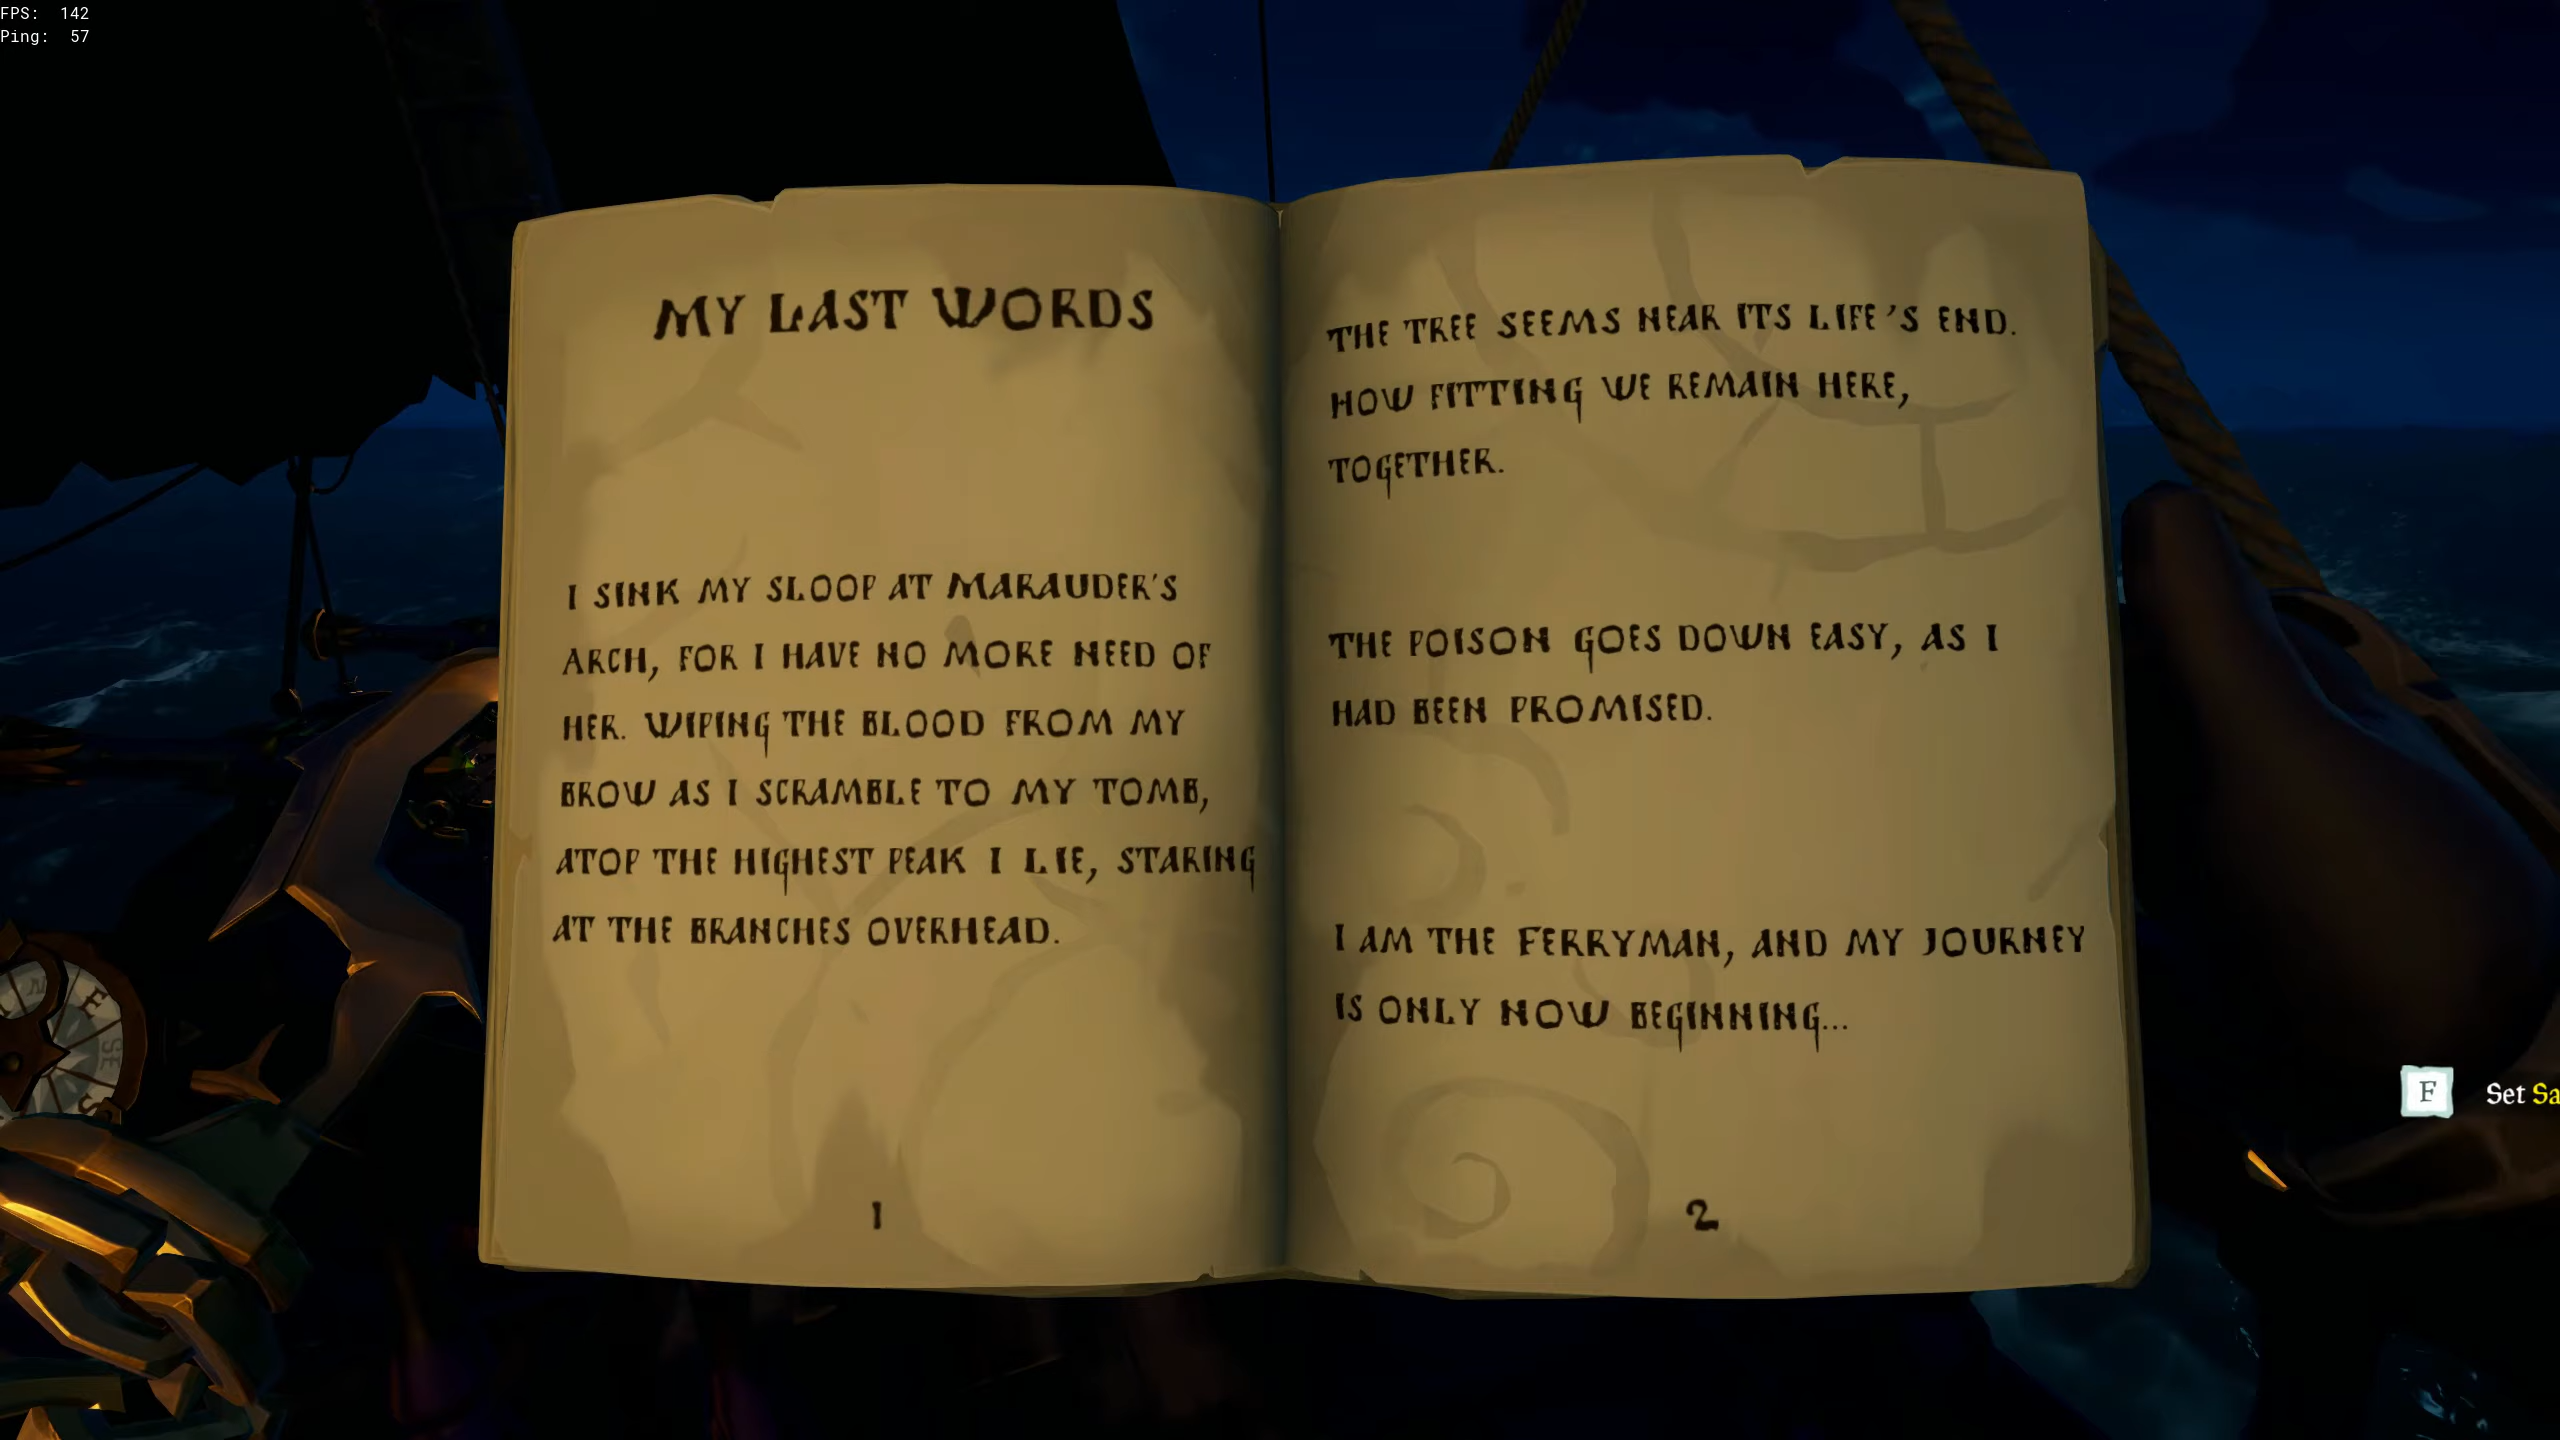 FPS: 142
Ping: 57
MY LAST WORDS
I SINK MY SLOOP AT MARAUDER'S
ARCH, FOR I HAVE NO MORE NEED OF
HER. WIPING THE BLOOD FROM MY
BROW AS I SCRAMBLE TO MY TOMB,
ATOP THE HIGHEST PEAK I LIE, STARING
AT THE BRANCHES OVERHEAD.
1
THE TREE SEEMS NEAR ITS LIFE'S END.
HOW FITTING WE REMAIN HERE,
TOGETHER.
THE POISON GOES DOWN EASY, AS I
HAD BEEN PROMISED.
I AM THE FERRYMAN, AND MY JOURNEY
IS ONLY NOW BEGINNING...
2
F Set Sa
E
SE
S